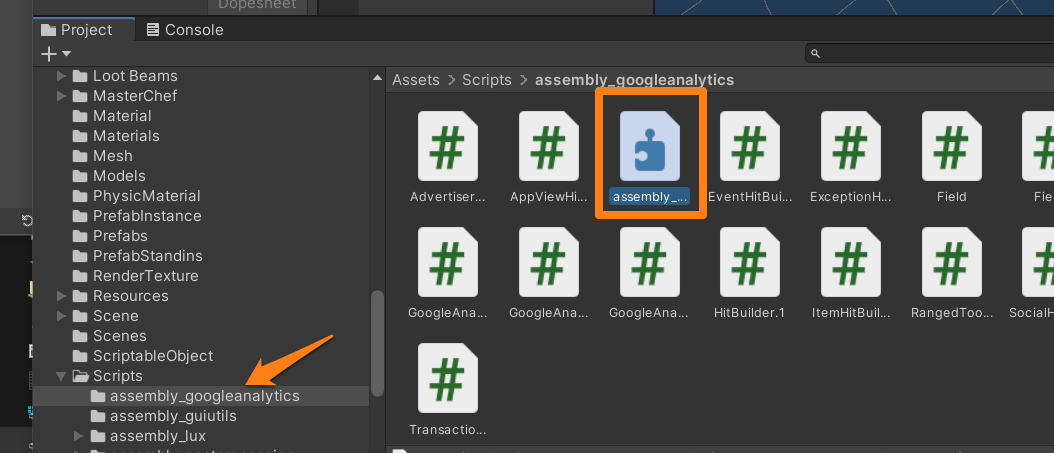 Dopesheet
Project
Console
Loot Beams
MasterChef
Material
Materials
Mesh
Models
PhysicMaterial
PrefabInstance
Prefabs
PrefabStandins
RenderTexture
Resources
Scene
Scenes
ScriptableObject
Scripts
assembly_googleanalytics
assembly_guiutils
assembly_lux
Assets > Scripts > assembly_googleanalytics
Advertiser...
AppViewHi...
assembly_...
EventHitBui...
ExceptionH...
Field
Fie
GoogleAna...
GoogleAna...
GoogleAna...
HitBuilder.1
ItemHitBuil...
RangedToo...
SocialH
Transactio...